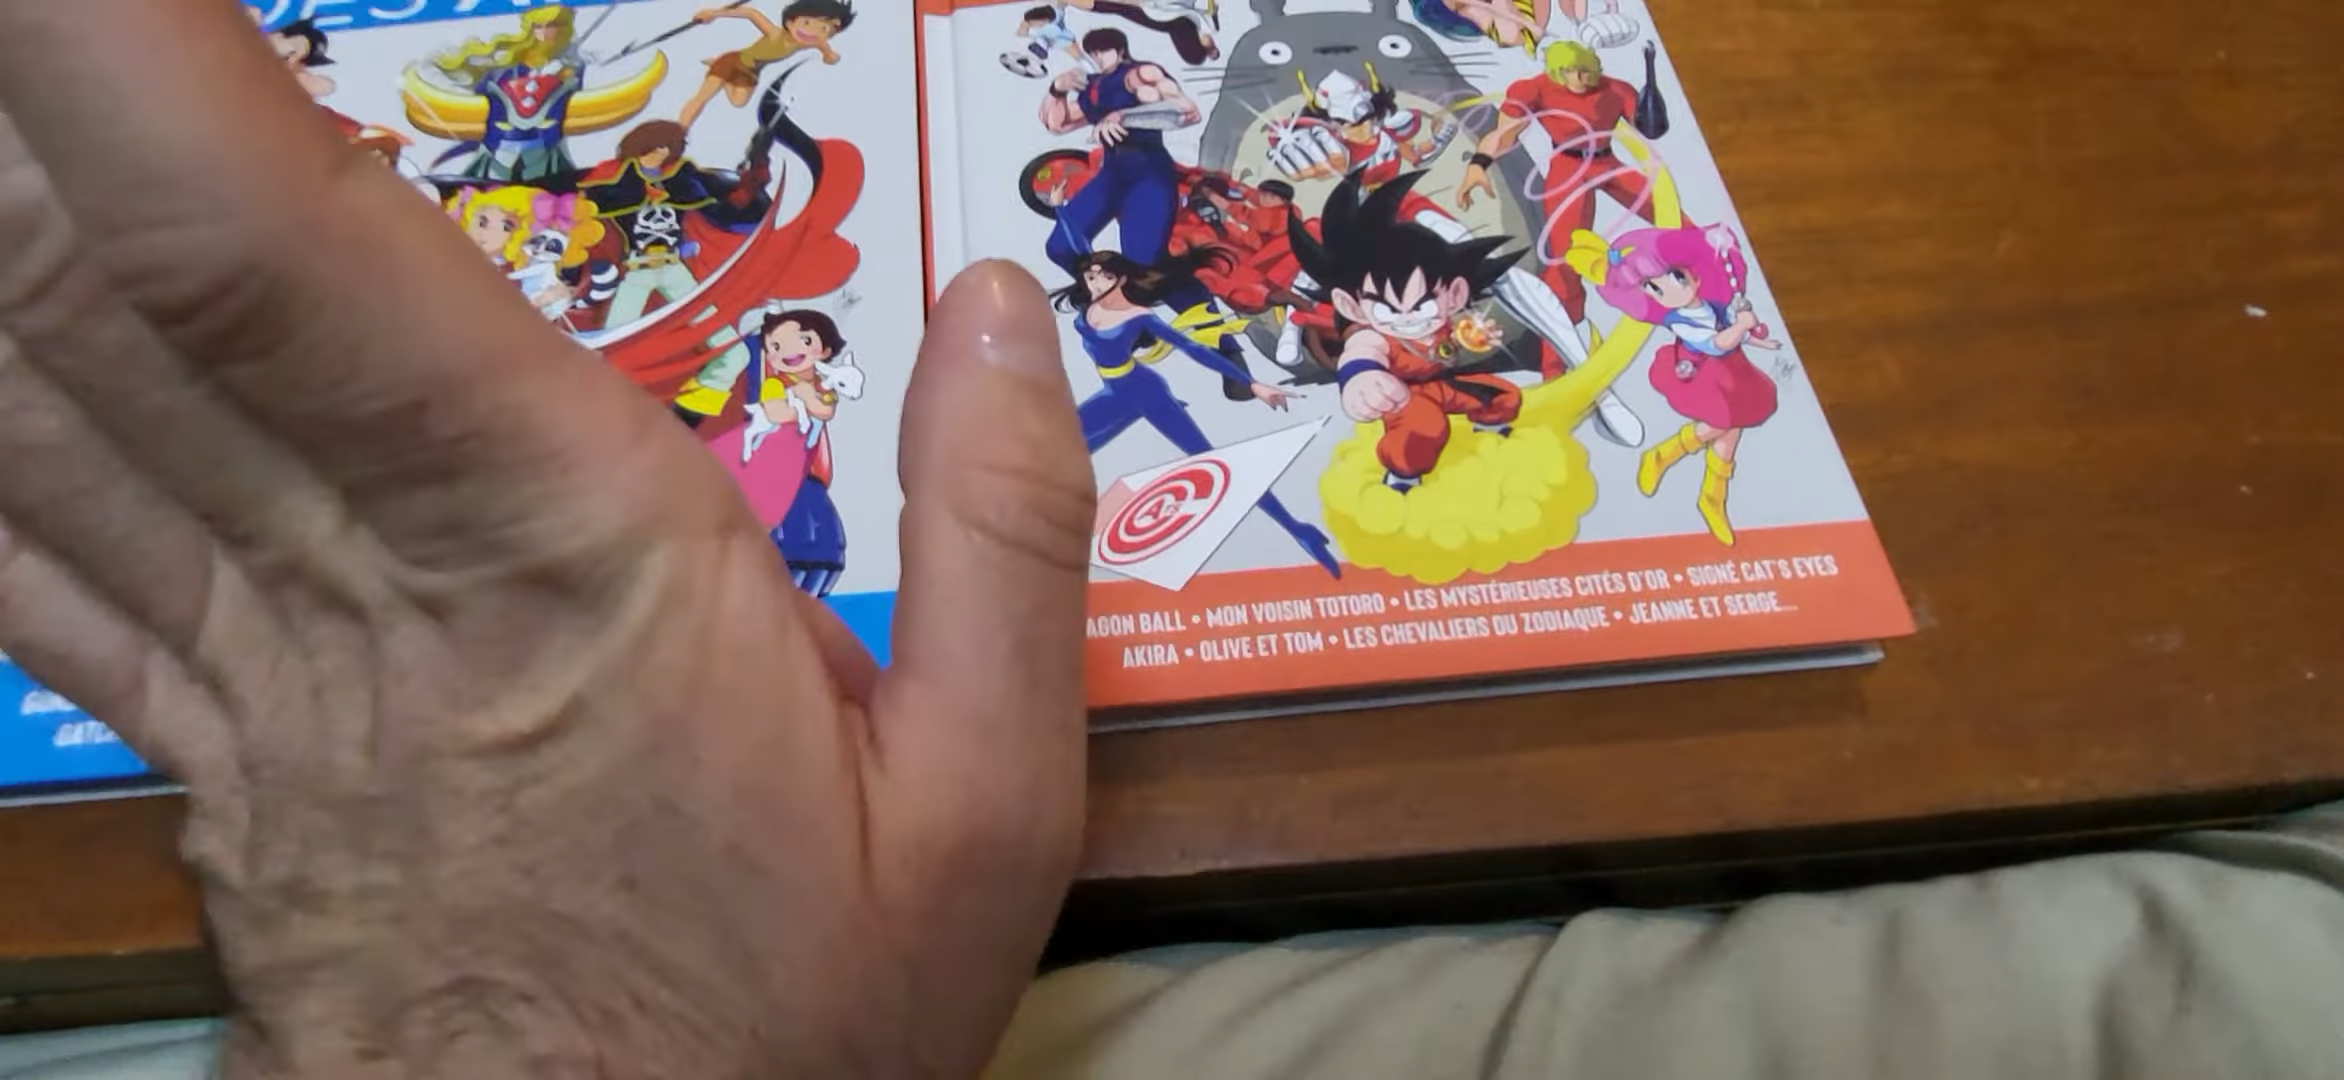 DES A
AGON BALL • MON VOISIN TOTORO • LES MYSTÉRIEUSES CITÉS D'OR • SIGNÉ CAT'S EYES
AKIRA • OLIVE ET TOM • LES CHEVALIERS DU ZODIAQUE • JEANNE ET SERGE...